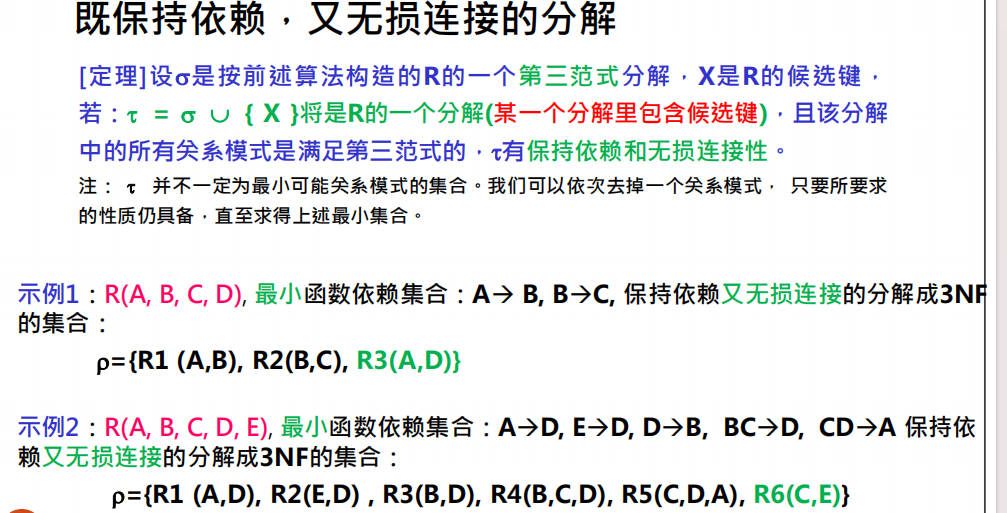 既保持依赖，又无损连接的分解
[定理]设σ是按前述算法构造的R的一个第三范式分解，X是R的候选键，
若：τ = σ ∪ { X }将是R的一个分解(某一个分解里包含候选键)，且该分解
中的所有关系模式是满足第三范式的，τ有保持依赖和无损连接性。
注： τ 并不一定为最小可能关系模式的集合。我们可以依次去掉一个关系模式， 只要所要求
的性质仍具备，直至求得上述最小集合。
示例1：R(A, B, C, D), 最小函数依赖集合：A→ B, B→C, 保持依赖又无损连接的分解成3NF
的集合：
ρ={R1 (A,B), R2(B,C), R3(A,D)}
示例2：R(A, B, C, D, E), 最小函数依赖集合：A→D, E→D, D→B, BC→D, CD→A 保持依
赖又无损连接的分解成3NF的集合：
ρ={R1 (A,D), R2(E,D) , R3(B,D), R4(B,C,D), R5(C,D,A), R6(C,E)}